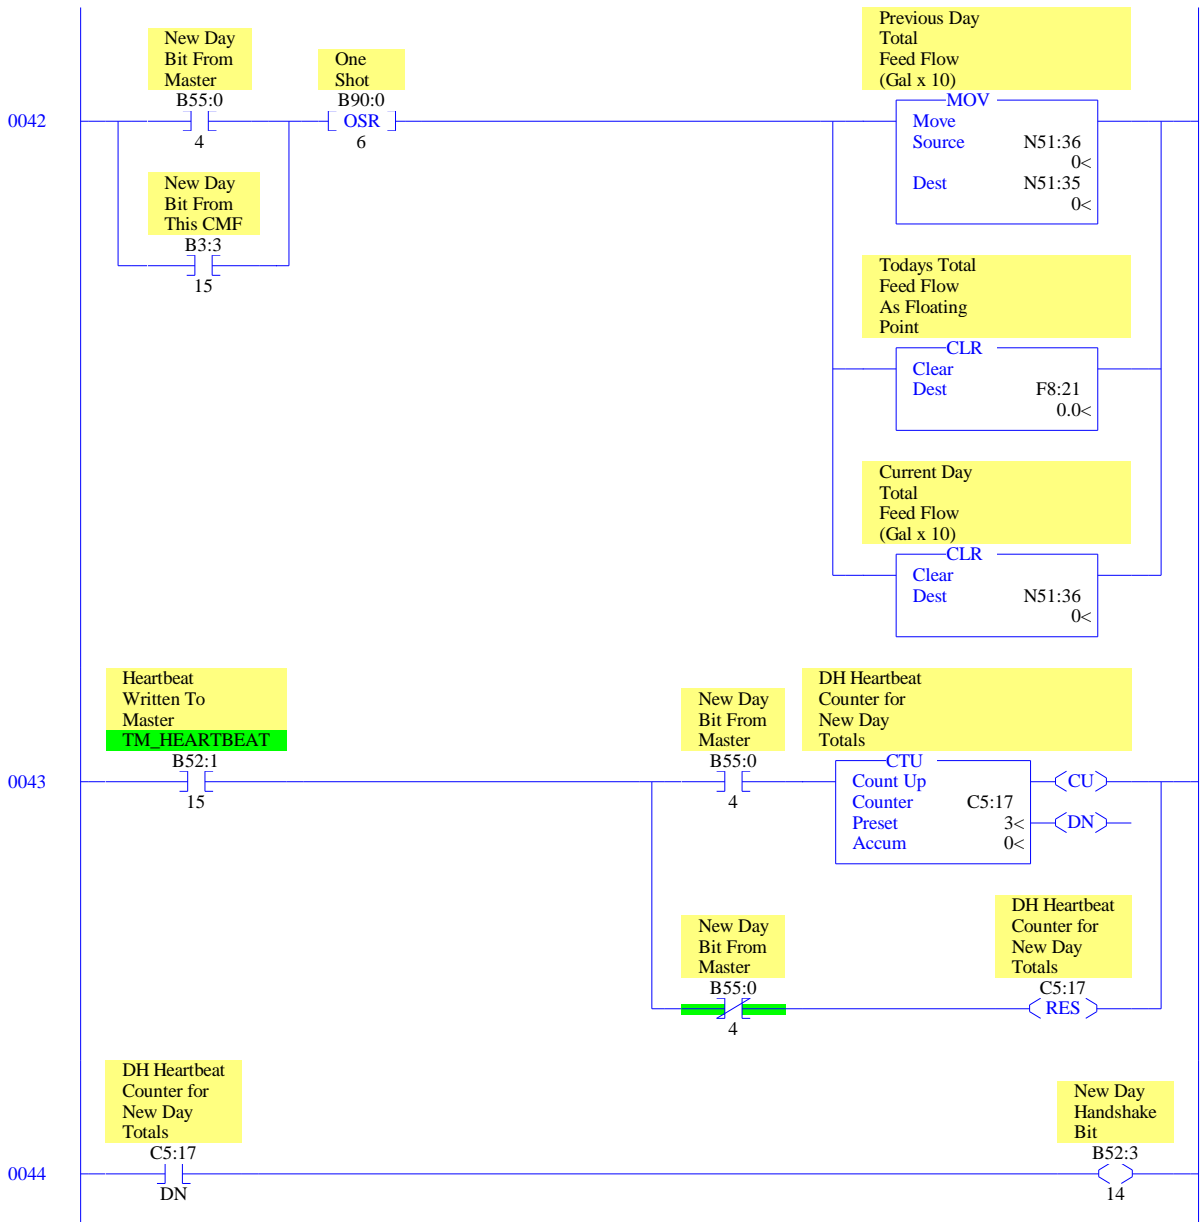 New Day
Bit From
Master
B55:0
4
One
Shot
B90:0
OSR
6
Previous Day
Total
Feed Flow
(Gal x 10)
MOV
Move
Source N51:36
0<
Dest N51:35
0<
0042
New Day
Bit From
This CMF
B3:3
15
Todays Total
Feed Flow
As Floating
Point
CLR
Clear
Dest F8:21
0.0<
Current Day
Total
Feed Flow
(Gal x 10)
CLR
Clear
Dest N51:36
0<
Heartbeat
Written To
Master
TM_HEARTBEAT
B52:1
15
New Day
Bit From
Master
B55:0
4
DH Heartbeat
Counter for
New Day
Totals
CTU
Count Up
Counter C5:17
Preset 3<
Accum 0<
CU
DN
0043
New Day
Bit From
Master
B55:0
4
DH Heartbeat
Counter for
New Day
Totals
C5:17
RES
DH Heartbeat
Counter for
New Day
Totals
C5:17
DN
New Day
Handshake
Bit
B52:3
14
0044